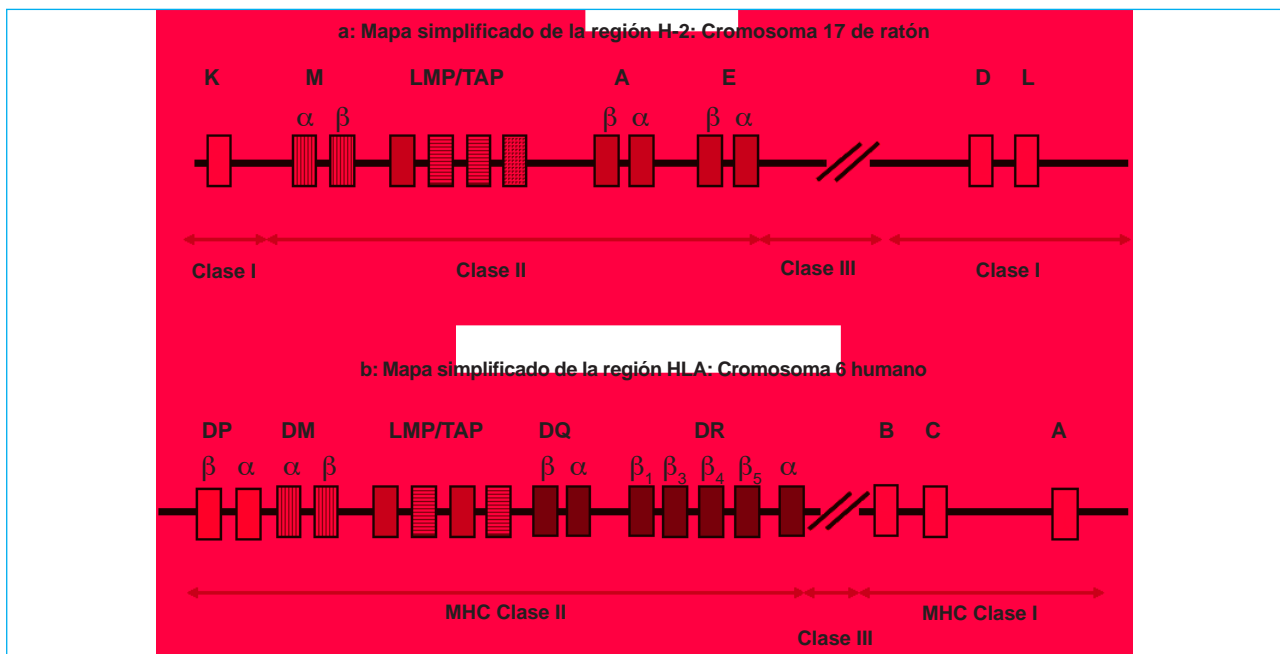 a: Mapa simplificado de la región H-2: Cromosoma 17 de ratón
K M LMP/TAP A E D L
α β β α β α
Clase I Clase II Clase III Clase I
b: Mapa simplificado de la región HLA: Cromosoma 6 humano
DP DM LMP/TAP DQ DR B C A
β α α β β α β₁ β₃ β₄ β₅ α
MHC Clase II MHC Clase I
Clase III